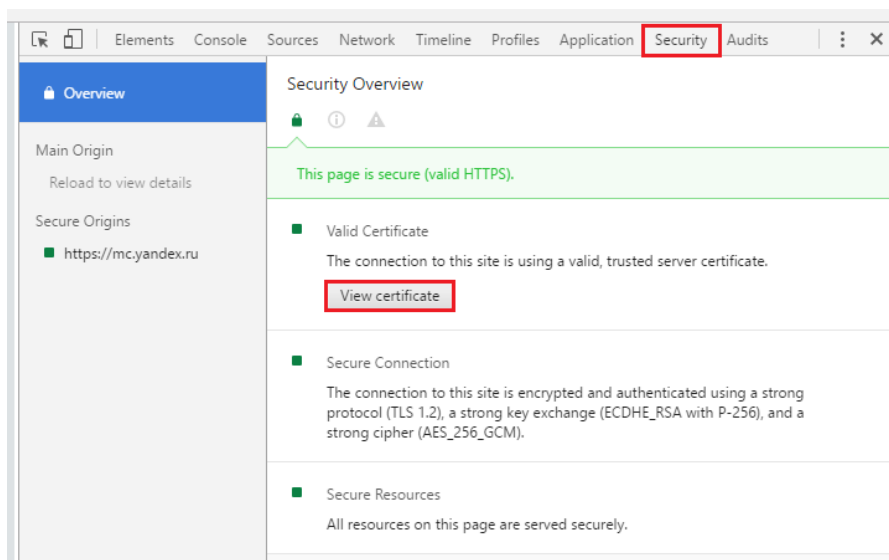 Elements Console Sources Network Timeline Profiles Application Security Audits
Overview
Main Origin
Reload to view details
Secure Origins
https://mc.yandex.ru
Security Overview
This page is secure (valid HTTPS).
Valid Certificate
The connection to this site is using a valid, trusted server certificate.
View certificate
Secure Connection
The connection to this site is encrypted and authenticated using a strong
protocol (TLS 1.2), a strong key exchange (ECDHE_RSA with P-256), and a
strong cipher (AES_256_GCM).
Secure Resources
All resources on this page are served securely.